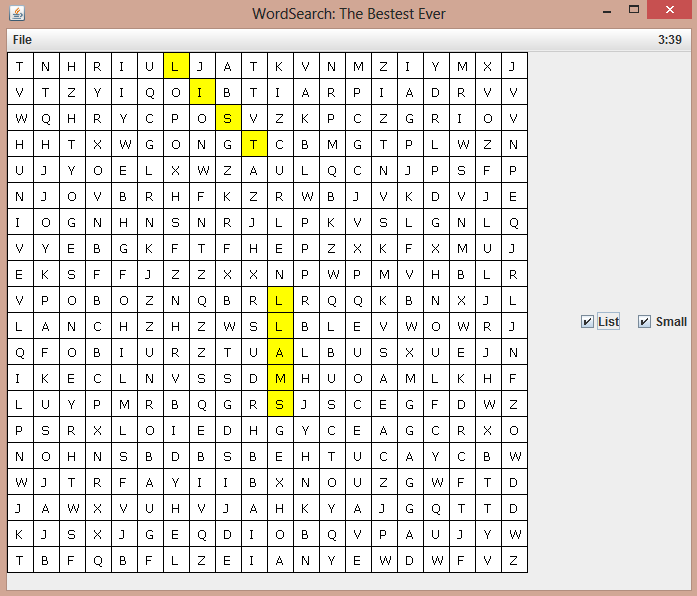 WordSearch: The Bestest Ever
File 3:39
T N H R I U L J A T K V N M Z I Y M X J
V T Z Y I Q O I B T I A R P I A D R V V
W Q H R Y C P O S V Z K P C Z G R I O V
H H T X W G O N G T C B M G T P L W Z N
U J Y O E L X W Z A U L Q C N J P S F P
N J O V B R H F K Z R W B J V K D V J E
I O G N H N S N R J L P K V S L G N L Q
V Y E B G K F T F H E P Z X K F X M U J
E K S F F J Z Z X X N P W P M V H B L R
V P O B O Z N Q B R L R Q Q K B N X J L
L A N C H Z H Z W S L B L E V W O W R J
Q F O B I U R Z T U A L B U S X U E J N
I K E C L N V S S D M H U O A M L K H F
L U Y P M R B Q G R S J S C E G F D W Z
P S R X L O I E D H G Y C E A G C R X O
N O H N S B D B S B E H T U C A Y C B W
W J T R F A Y I I B X N O U Z G W F T D
J A W X V U H V J A H K Y A J G Q T T D
K J S X J G E Q D I O B Q V P A U J Y W
T B F Q B F L Z E I A N Y E W D W F V Z
List Small